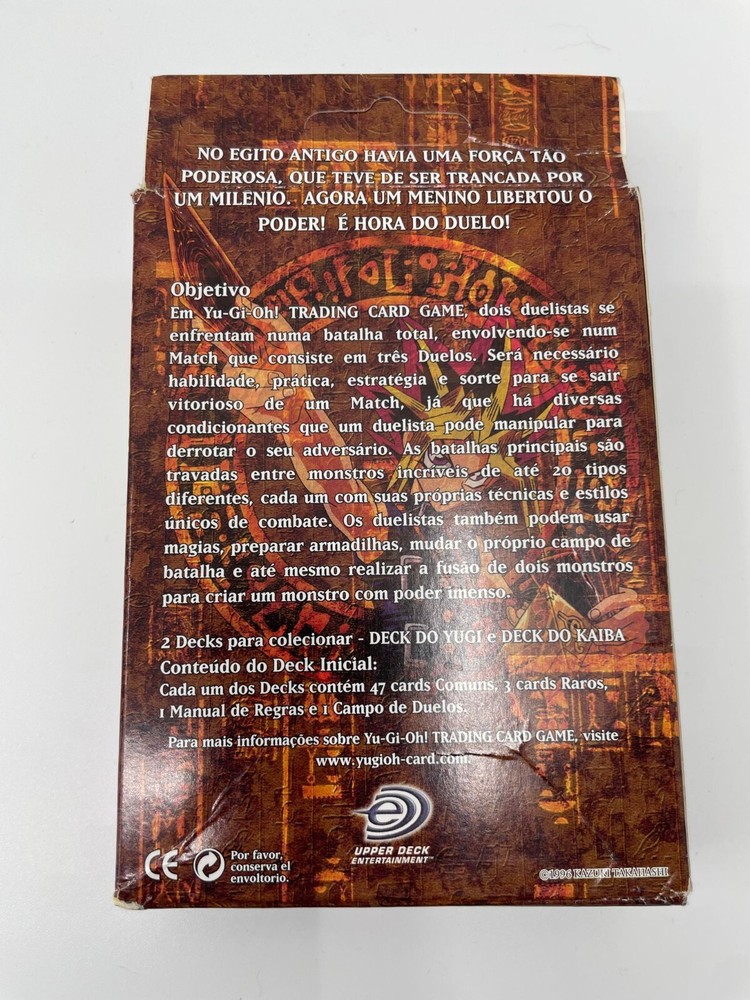 NO EGITO ANTIGO HAVIA UMA FORÇA TÃO
PODEROSA, QUE TEVE DE SER TRANCADA POR
UM MILENIO. AGORA UM MENINO LIBERTOU O
PODER! É HORA DO DUELO!
Objetivo
Em Yu-Gi-Oh! TRADING CARD GAME, dois duelistas se
enfrentam numa batalha total, envolvendo-se num
Match que consiste em três Duelos. Será necessário
habilidade, prática, estratégia e sorte para se sair
vitorioso de um Match, já que há diversas
condicionantes que um duelista pode manipular para
derrotar o seu adversário. As batalhas principais são
travadas entre monstros incríveis de até 20 tipos
diferentes, cada um com suas próprias técnicas e estilos
únicos de combate. Os duelistas também podem usar
magias, preparar armadilhas, mudar o próprio campo de
batalha e até mesmo realizar a fusão de dois monstros
para criar um monstro com poder imenso.
2 Decks para colecionar - DECK DO YUGI e DECK DO KAIBA
Conteúdo do Deck Inicial:
Cada um dos Decks contém 47 cards Comuns, 3 cards Raros,
1 Manual de Regras e 1 Campo de Duelos.
Para mais informações sobre Yu-Gi-Oh! TRADING CARD GAME, visite
www.yugioh-card.com.
UPPER DECK
ENTERTAINMENT™
CE
Por favor,
conserva el
envoltorio.
©1996 KAZUKI TAKAHASHI